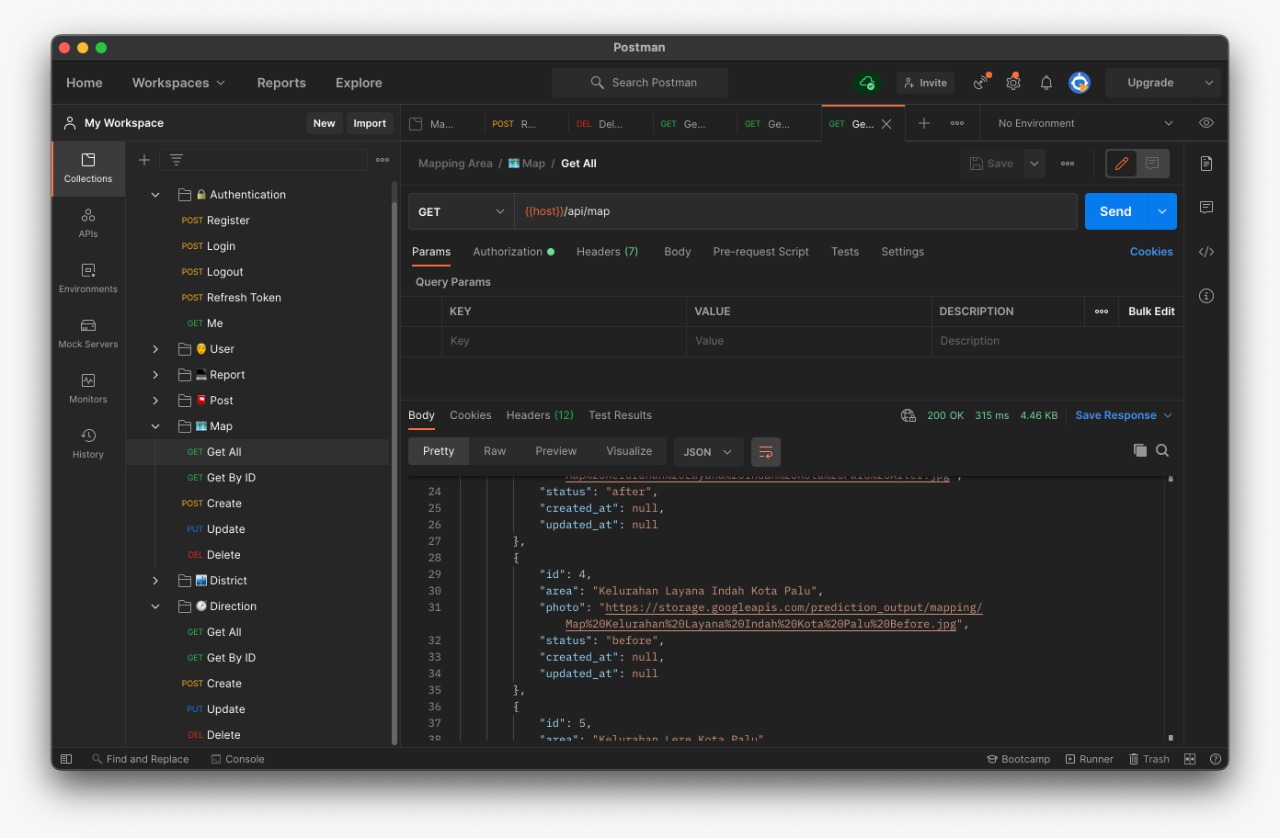 Postman
Home Workspaces Reports Explore Search Postman Invite Upgrade
My Workspace New Import
Ma... POST R... DEL Del... GET Ge... GET Ge... GET Ge... No Environment
Collections
APIs
Environments
Mock Servers
Monitors
History
Authentication
POST Register
POST Login
POST Logout
POST Refresh Token
GET Me
User
Report
Post
Map
GET Get All
GET Get By ID
POST Create
PUT Update
DEL Delete
District
Direction
GET Get All
GET Get By ID
POST Create
PUT Update
DEL Delete
Mapping Area / Map / Get All Save
GET {{host}}/api/map Send
Params Authorization Headers (7) Body Pre-request Script Tests Settings Cookies
Query Params
KEY VALUE DESCRIPTION Bulk Edit
Key Value Description
Body Cookies Headers (12) Test Results 200 OK 315 ms 4.46 KB Save Response
Pretty Raw Preview Visualize JSON
Map%20Kelurahan%20Layana%20Indah%20Kota%20Palu%20After.jpg",
24 "status": "after",
25 "created_at": null,
26 "updated_at": null
27 },
28 {
29 "id": 4,
30 "area": "Kelurahan Layana Indah Kota Palu",
31 "photo": "https://storage.googleapis.com/prediction_output/mapping/
Map%20Kelurahan%20Layana%20Indah%20Kota%20Palu%20Before.jpg",
32 "status": "before",
33 "created_at": null,
34 "updated_at": null
35 },
36 {
37 "id": 5,
38 "area": "Kelurahan Lere Kota Palu"
Find and Replace Console Bootcamp Runner Trash